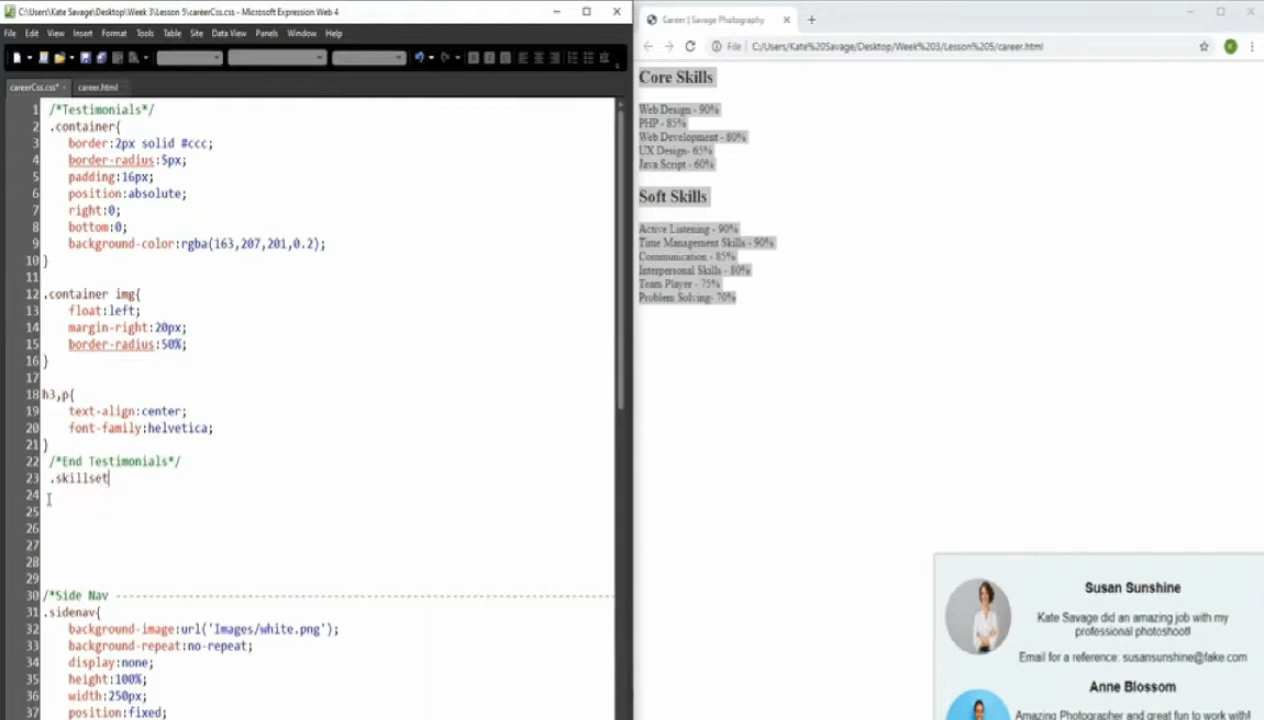 C:\Users\Kate Savage\Desktop\Week 3\Lesson 5\careerCss.css - Microsoft Expression Web 4
File Edit View Insert Format Tools Table Site Data View Panels Window Help
careerCss.css* career.html
1 /*Testimonials*/
2 .container{
3 border:2px solid #ccc;
4 border-radius:5px;
5 padding:16px;
6 position:absolute;
7 right:0;
8 bottom:0;
9 background-color:rgba(163,207,201,0.2);
10 }
11
12 .container img{
13 float:left;
14 margin-right:20px;
15 border-radius:50%;
16 }
17
18 h3,p{
19 text-align:center;
20 font-family:helvetica;
21 }
22 /*End Testimonials*/
23 .skillset
24
25
26
27
28
29
30 /*Side Nav ----------------------------------------------------------
31 .sidenav{
32 background-image:url('Images/white.png');
33 background-repeat:no-repeat;
34 display:none;
35 height:100%;
36 width:250px;
37 position:fixed;
Career | Savage Photography
File C:/Users/Kate%20Savage/Desktop/Week%203/Lesson%205/career.html
Core Skills
Web Design - 90%
PHP - 85%
Web Development - 80%
UX Design- 65%
Java Script - 60%
Soft Skills
Active Listening - 90%
Time Management Skills - 90%
Communication - 85%
Interpersonal Skills - 80%
Team Player - 75%
Problem Solving- 70%
Susan Sunshine
Kate Savage did an amazing job with my
professional photoshoot!
Email for a reference: susansunshine@fake.com
Anne Blossom
Amazing Photographer and great fun to work with!